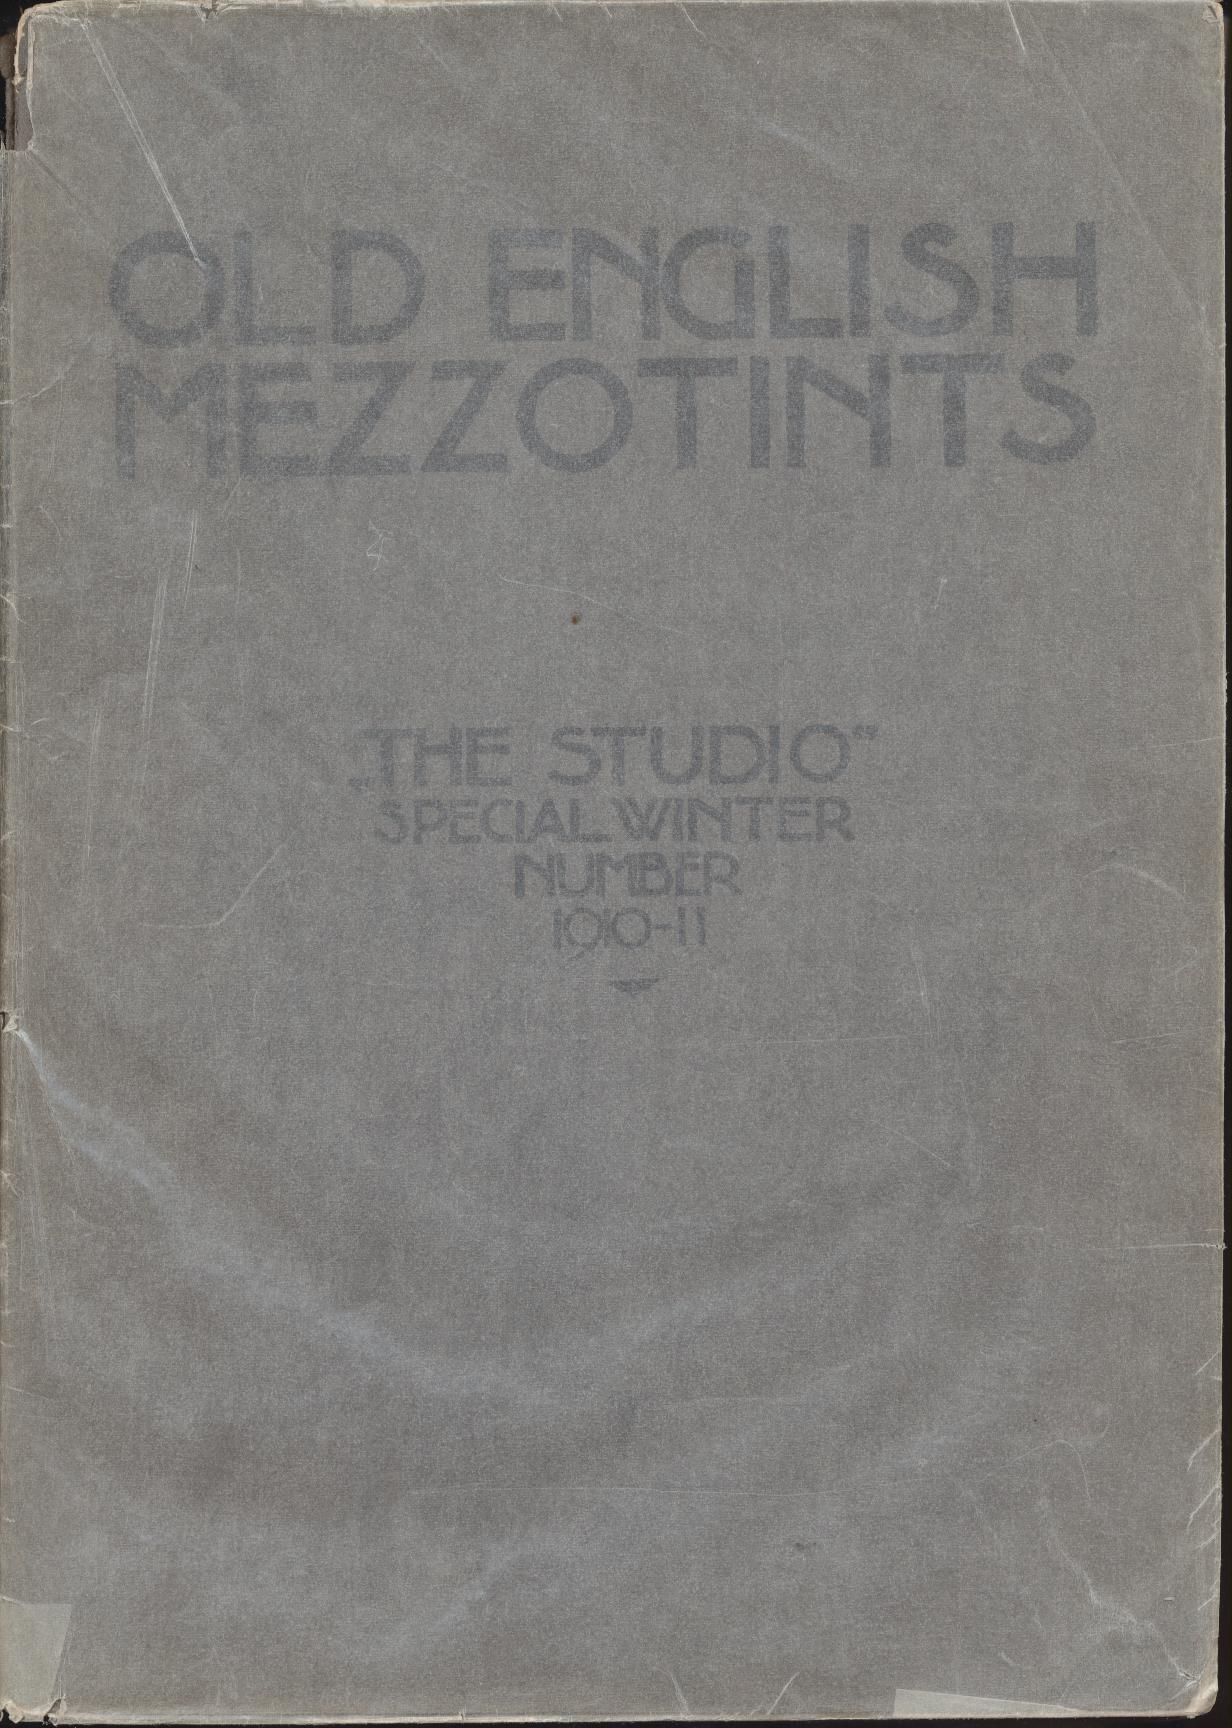 OLD ENGLISH
MEZZOTINTS
„THE STUDIO“
SPECIAL WINTER
NUMBER
1910-11